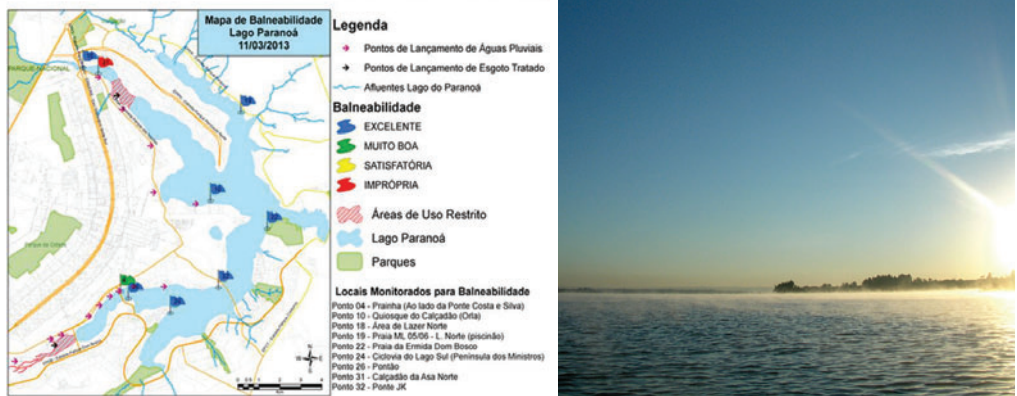 Mapa de Balneabilidade
Lago Paranoá
11/03/2013
PARQUE NACIONAL
Parque da Cidade
Legenda
Pontos de Lançamento de Águas Pluviais
Pontos de Lançamento de Esgoto Tratado
Afluentes Lago do Paranoá
Balneabilidade
EXCELENTE
MUITO BOA
SATISFATÓRIA
IMPRÓPRIA
Áreas de Uso Restrito
Lago Paranoá
Parques
Locais Monitorados para Balneabilidade
Ponto 04 - Prainha (Ao lado da Ponte Costa e Silva)
Ponto 10 - Quiosque do Calçadão (Orla)
Ponto 18 - Área de Lazer Norte
Ponto 19 - Praia ML 05/06 - L. Norte (piscinão)
Ponto 22 - Praia da Ermida Dom Bosco
Ponto 24 - Ciclovia do Lago Sul (Península dos Ministros)
Ponto 26 - Pontão
Ponto 31 - Calçadão da Asa Norte
Ponto 32 - Ponte JK